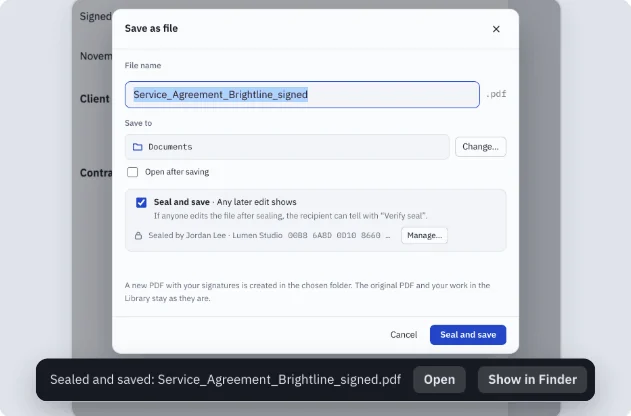 Signed
Save as file
File name
Novem
Service_Agreement_Brightline_signed
.pdf
Client
Save to
Documents
Change...
Open after saving
Contra
Seal and save · Any later edit shows
If anyone edits the file after sealing, the recipient can tell with “Verify seal”.
Sealed by Jordan Lee · Lumen Studio 00B8 6A8D 0D10 8660 …
Manage...
A new PDF with your signatures is created in the chosen folder. The original PDF and your work in the
Library stay as they are.
Cancel
Seal and save
Sealed and saved: Service_Agreement_Brightline_signed.pdf
Open
Show in Finder